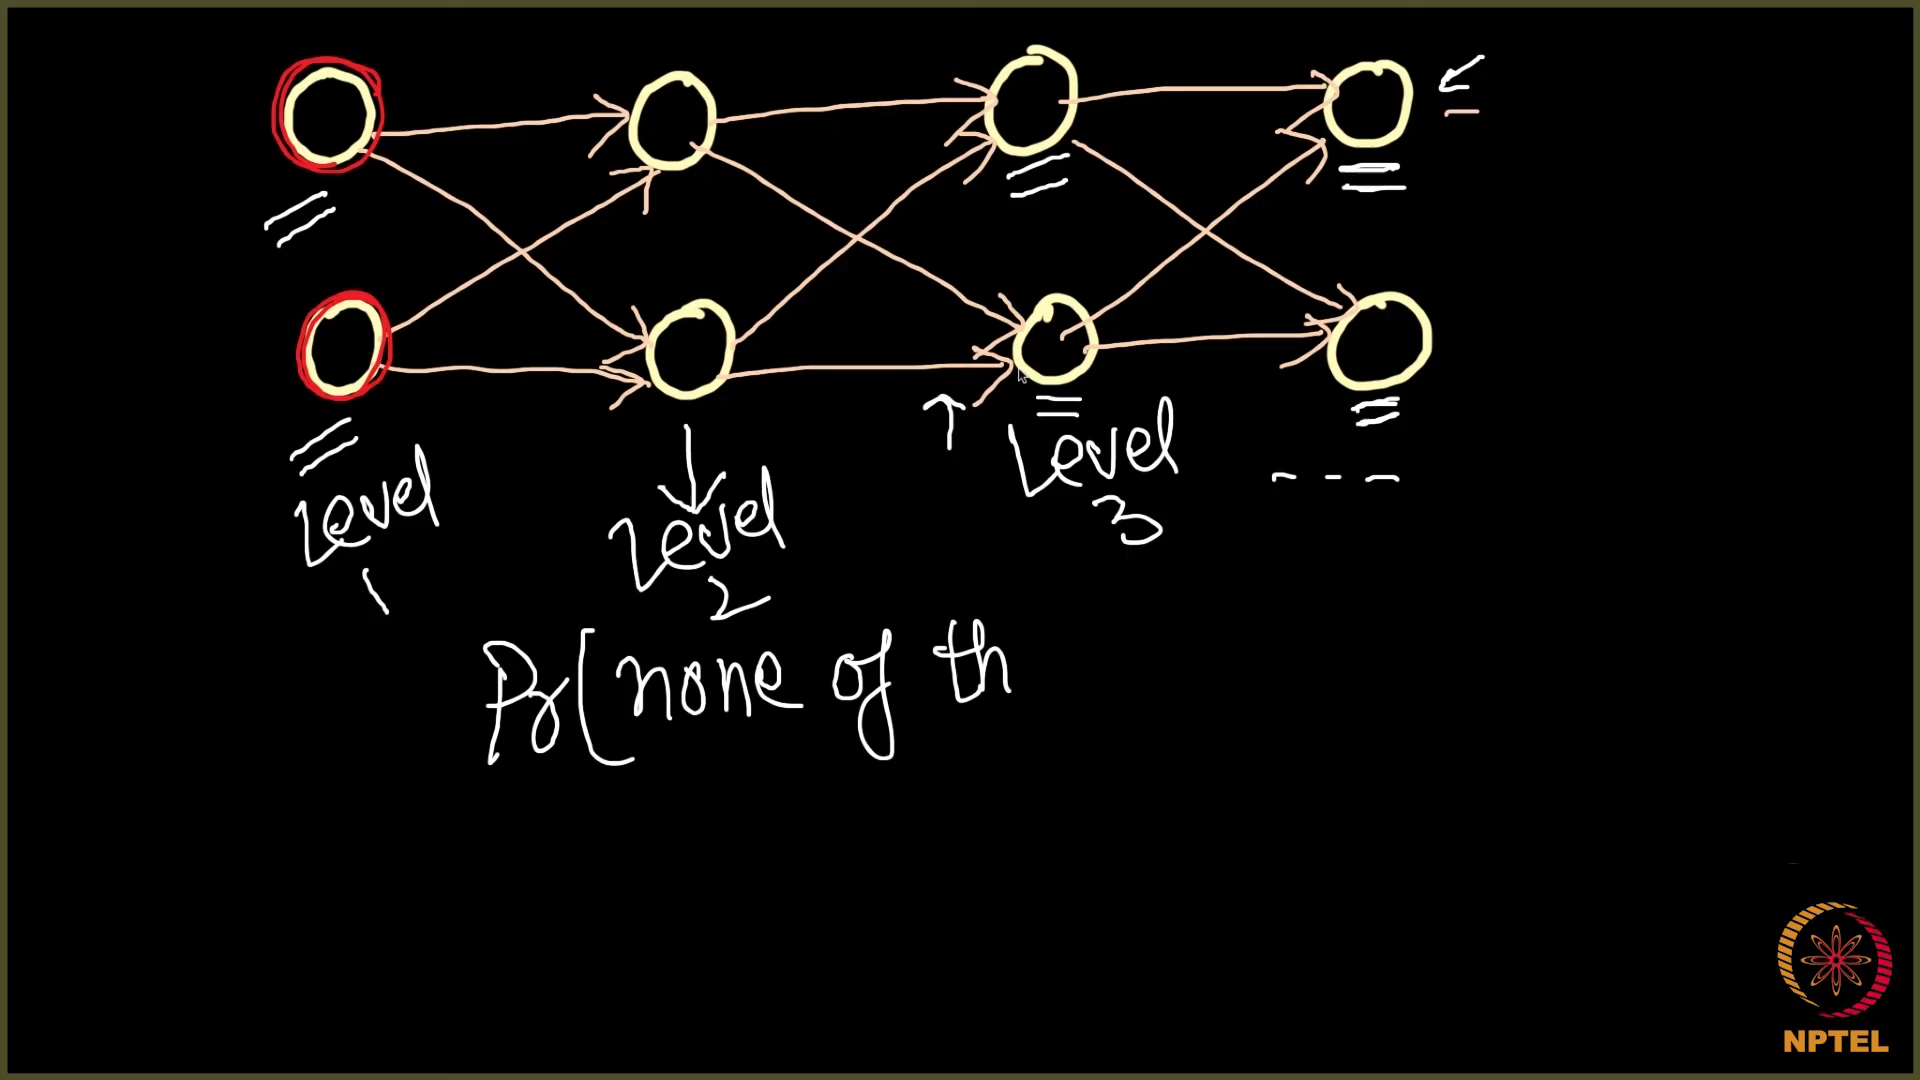 Level
1
Level
2
Level
3
- - -
Pr(none of th
NPTEL